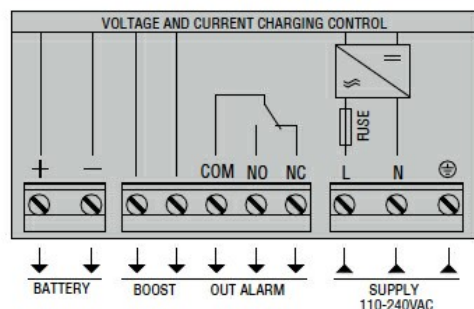 VOLTAGE AND CURRENT CHARGING CONTROL
FUSE
+ − COM NO NC L N
BATTERY BOOST OUT ALARM SUPPLY
110-240VAC